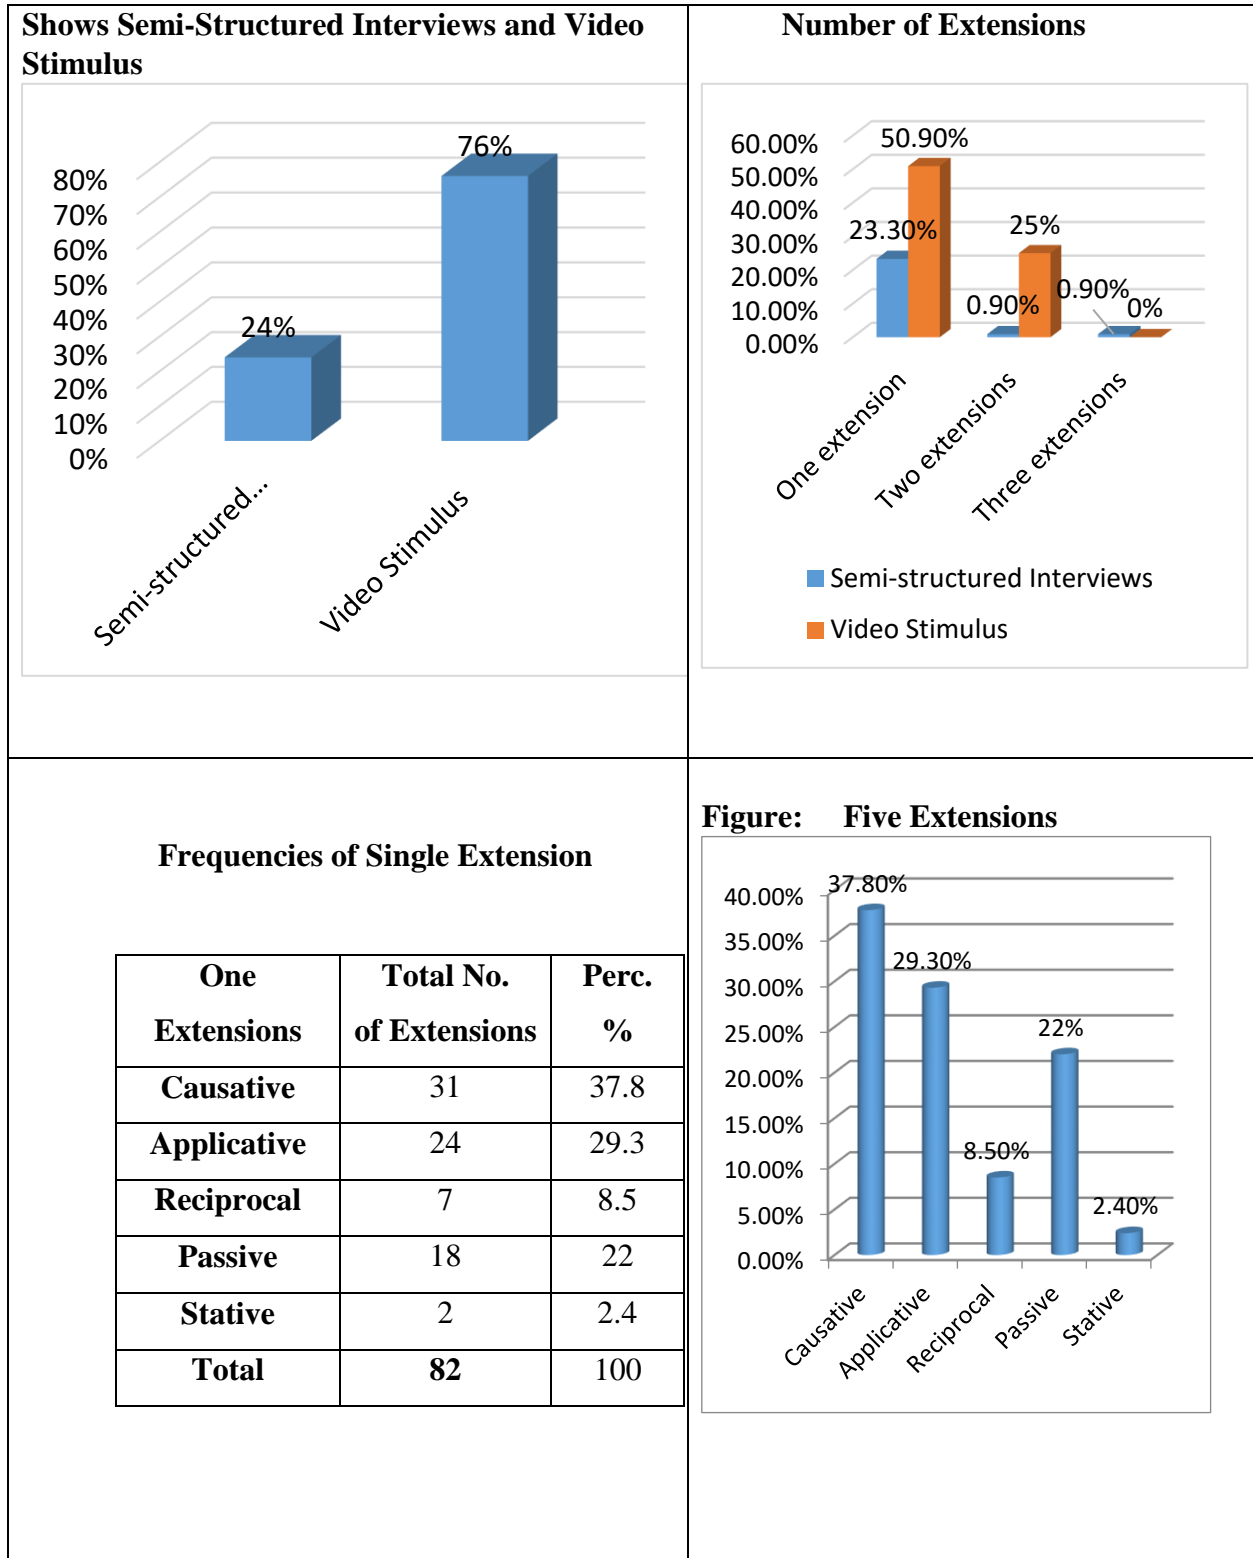 Shows Semi-Structured Interviews and Video
Stimulus
80%
70%
60%
50%
40%
30%
20%
10%
0%
24%
76%
Semi-structured...
Video Stimulus
Number of Extensions
60.00%
50.00%
40.00%
30.00%
20.00%
10.00%
0.00%
23.30%
50.90%
0.90%
25%
0.90%
0%
One extension
Two extensions
Three extensions
Semi-structured Interviews
Video Stimulus
Frequencies of Single Extension
One Extensions Total No. of Extensions Perc. %
Causative 31 37.8
Applicative 24 29.3
Reciprocal 7 8.5
Passive 18 22
Stative 2 2.4
Total 82 100
Figure: Five Extensions
40.00%
35.00%
30.00%
25.00%
20.00%
15.00%
10.00%
5.00%
0.00%
37.80%
29.30%
8.50%
22%
2.40%
Causative
Applicative
Reciprocal
Passive
Stative